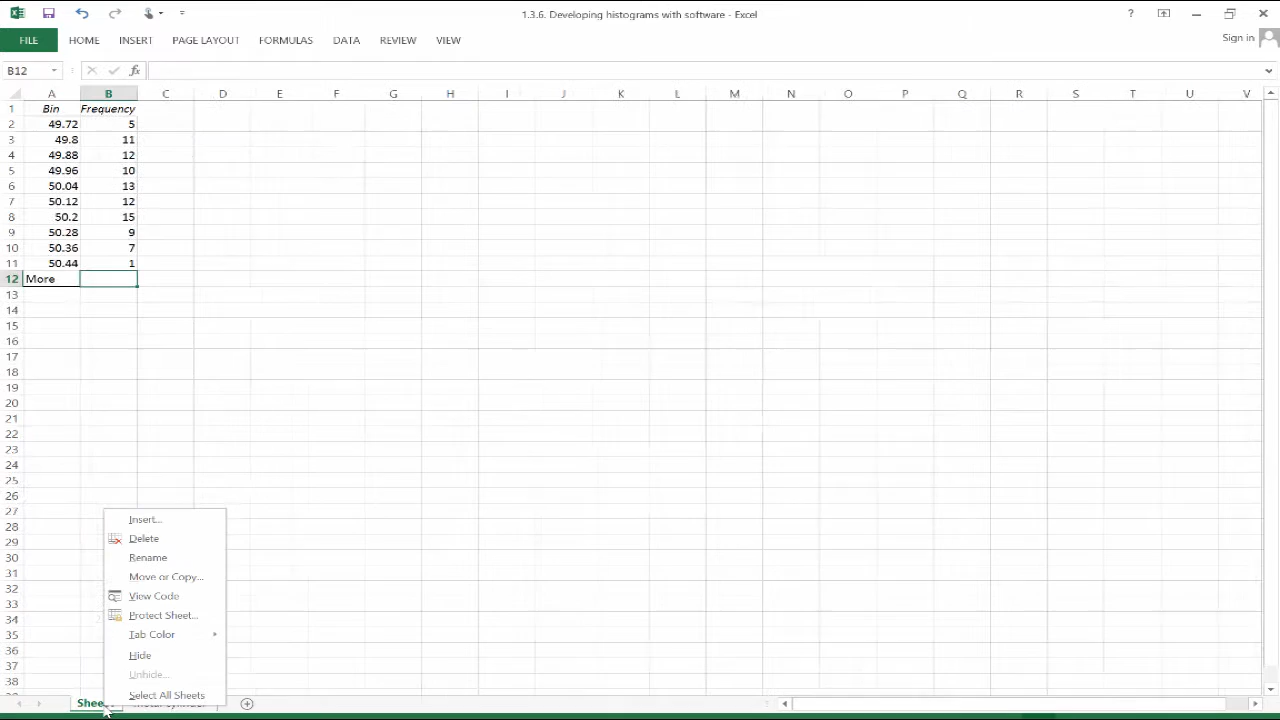 1.3.6. Developing histograms with software - Excel
?
Sign in
FILE HOME INSERT PAGE LAYOUT FORMULAS DATA REVIEW VIEW
B12 fx
A B C D E F G H I J K L M N O P Q R S T U V
1 Bin Frequency
2 49.72 5
3 49.8 11
4 49.88 12
5 49.96 10
6 50.04 13
7 50.12 12
8 50.2 15
9 50.28 9
10 50.36 7
11 50.44 1
12 More
13
14
15
16
17
18
19
20
21
22
23
24
25
26
27
28
29
30
31
32
33
34
35
36
37
38
Insert...
Delete
Rename
Move or Copy...
View Code
Protect Sheet...
Tab Color
Hide
Unhide...
Select All Sheets